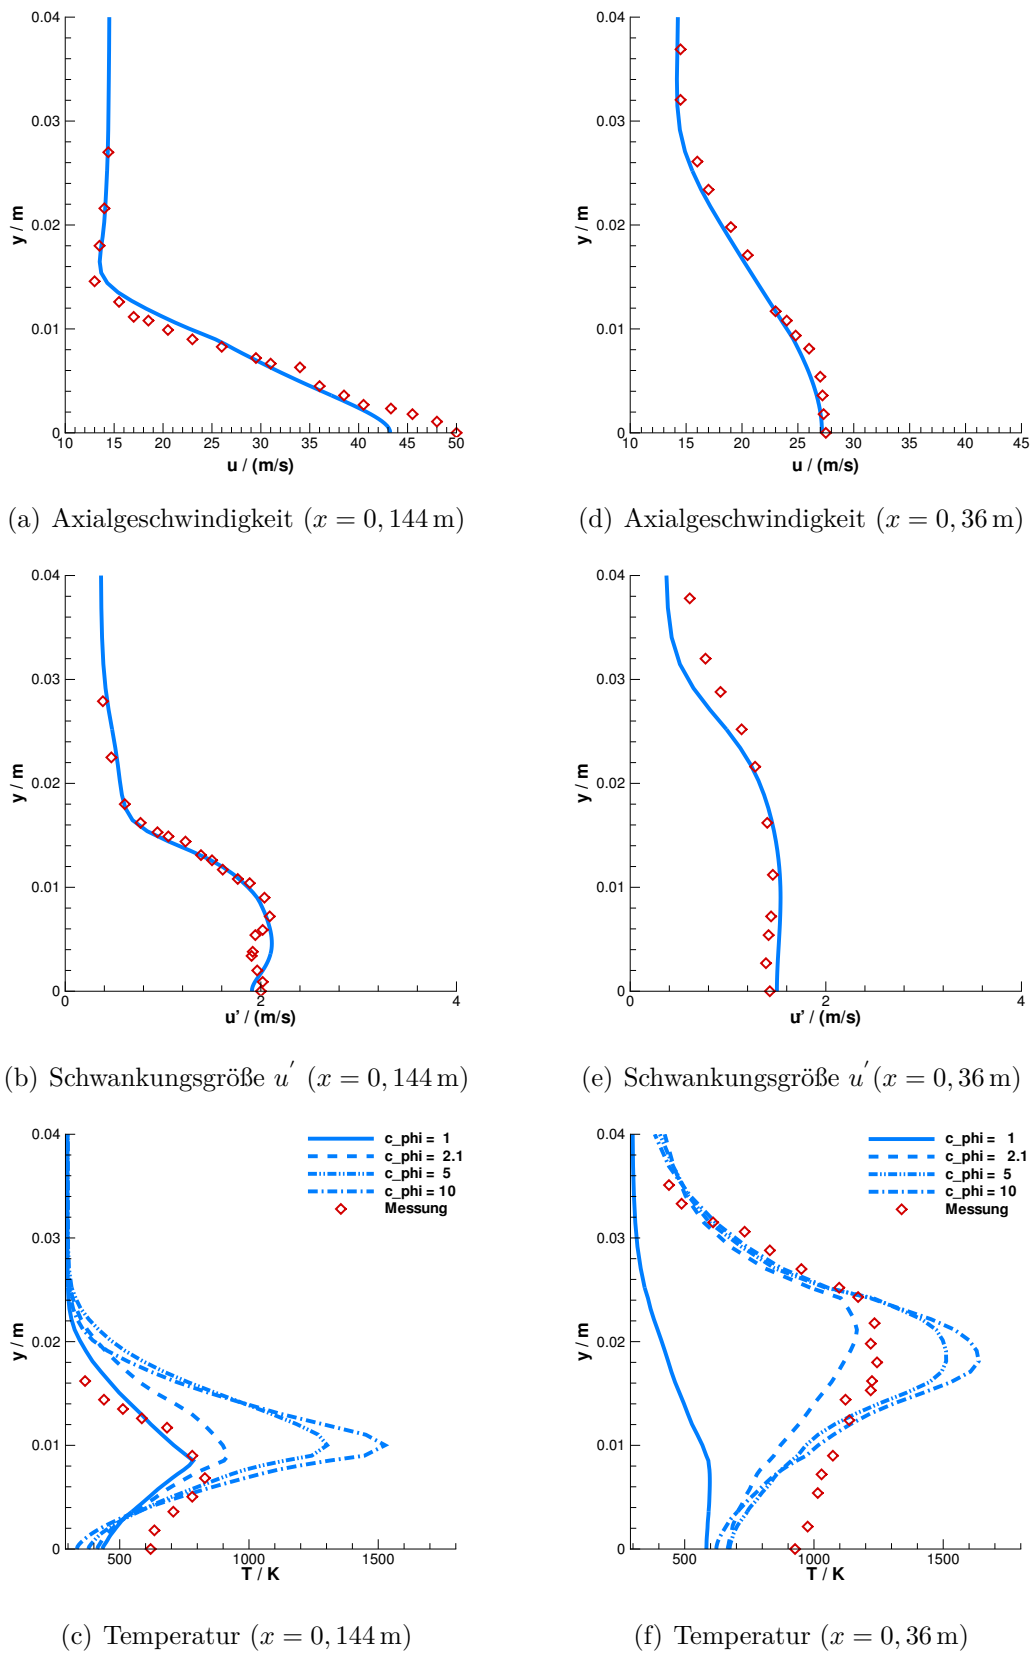 0.04
0.03
0.02
0.01
0
y / m
10 15 20 25 30 35 40 45 50
u / (m/s)
(a) Axialgeschwindigkeit (x = 0, 144 m)
0.04
0.03
0.02
0.01
0
y / m
10 15 20 25 30 35 40 45
u / (m/s)
(d) Axialgeschwindigkeit (x = 0, 36 m)
0.04
0.03
0.02
0.01
0
y / m
0 2 4
u' / (m/s)
(b) Schwankungsgröße u′ (x = 0, 144 m)
0.04
0.03
0.02
0.01
0
y / m
0 2 4
u' / (m/s)
(e) Schwankungsgröße u′(x = 0, 36 m)
0.04
0.03
0.02
0.01
0
y / m
c_phi = 1
c_phi = 2.1
c_phi = 5
c_phi = 10
Messung
500 1000 1500
T / K
(c) Temperatur (x = 0, 144 m)
0.04
0.03
0.02
0.01
0
y / m
c_phi = 1
c_phi = 2.1
c_phi = 5
c_phi = 10
Messung
500 1000 1500
T / K
(f) Temperatur (x = 0, 36 m)